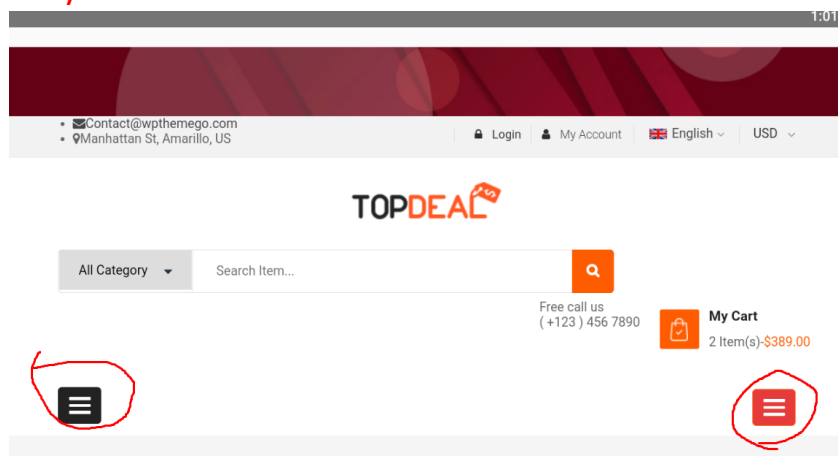 1:01
Contact@wpthemego.com
Manhattan St, Amarillo, US
Login
My Account
English
USD
TOPDEAL
All Category
Search Item...
Free call us
( +123 ) 456 7890
My Cart
2 Item(s)-$389.00